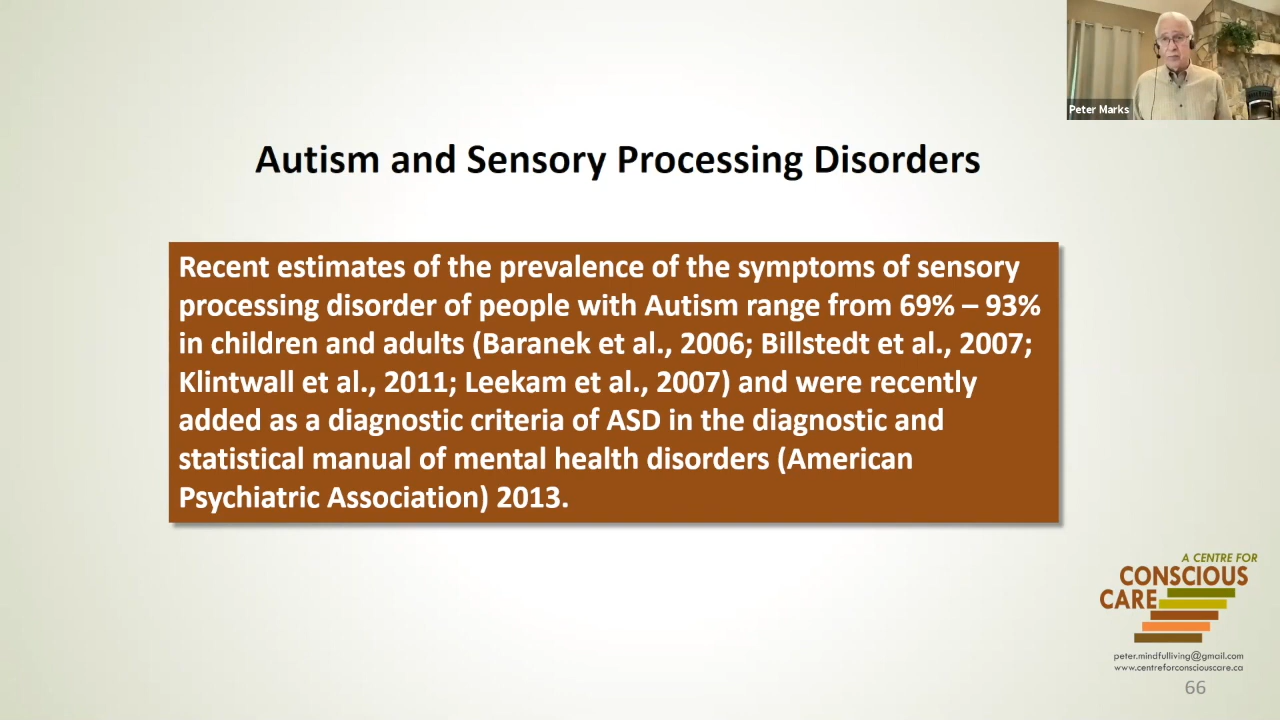 Peter Marks
Autism and Sensory Processing Disorders
Recent estimates of the prevalence of the symptoms of sensory
processing disorder of people with Autism range from 69% – 93%
in children and adults (Baranek et al., 2006; Billstedt et al., 2007;
Klintwall et al., 2011; Leekam et al., 2007) and were recently
added as a diagnostic criteria of ASD in the diagnostic and
statistical manual of mental health disorders (American
Psychiatric Association) 2013.
A CENTRE FOR
CONSCIOUS
CARE
peter.mindfulliving@gmail.com
www.centreforconsciouscare.ca
66